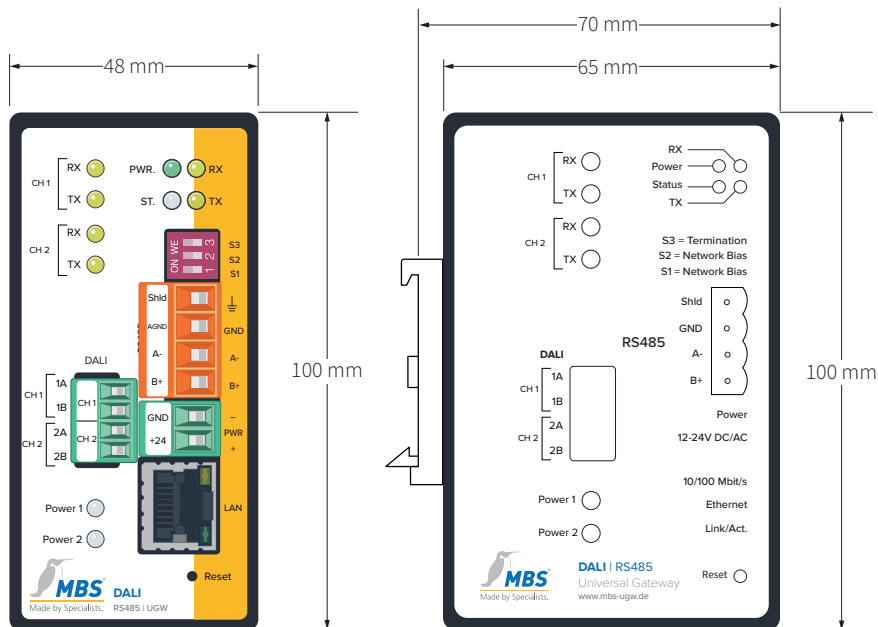 70 mm
48 mm
65 mm
100 mm
100 mm
CH 1
RX
TX
CH 2
RX
TX
PWR.
RX
ST.
TX
ON WE
1 2 3
S3
S2
S1
Shld
AGND
GND
A-
A-
B+
B+
DALI
CH 1
1A
1B
CH 2
2A
2B
CH 1
CH 2
GND
+24
–
PWR
+
LAN
Power 1
Power 2
Reset
MBS®
Made by Specialists.
DALI
RS485 | UGW
CH 1
RX
TX
CH 2
RX
TX
RX
Power
Status
TX
S3 = Termination
S2 = Network Bias
S1 = Network Bias
Shld
GND
A-
B+
RS485
DALI
CH 1
1A
1B
CH 2
2A
2B
Power
12-24V DC/AC
10/100 Mbit/s
Ethernet
Link/Act.
Power 1
Power 2
Reset
MBS®
Made by Specialists.
DALI | RS485
Universal Gateway
www.mbs-ugw.de